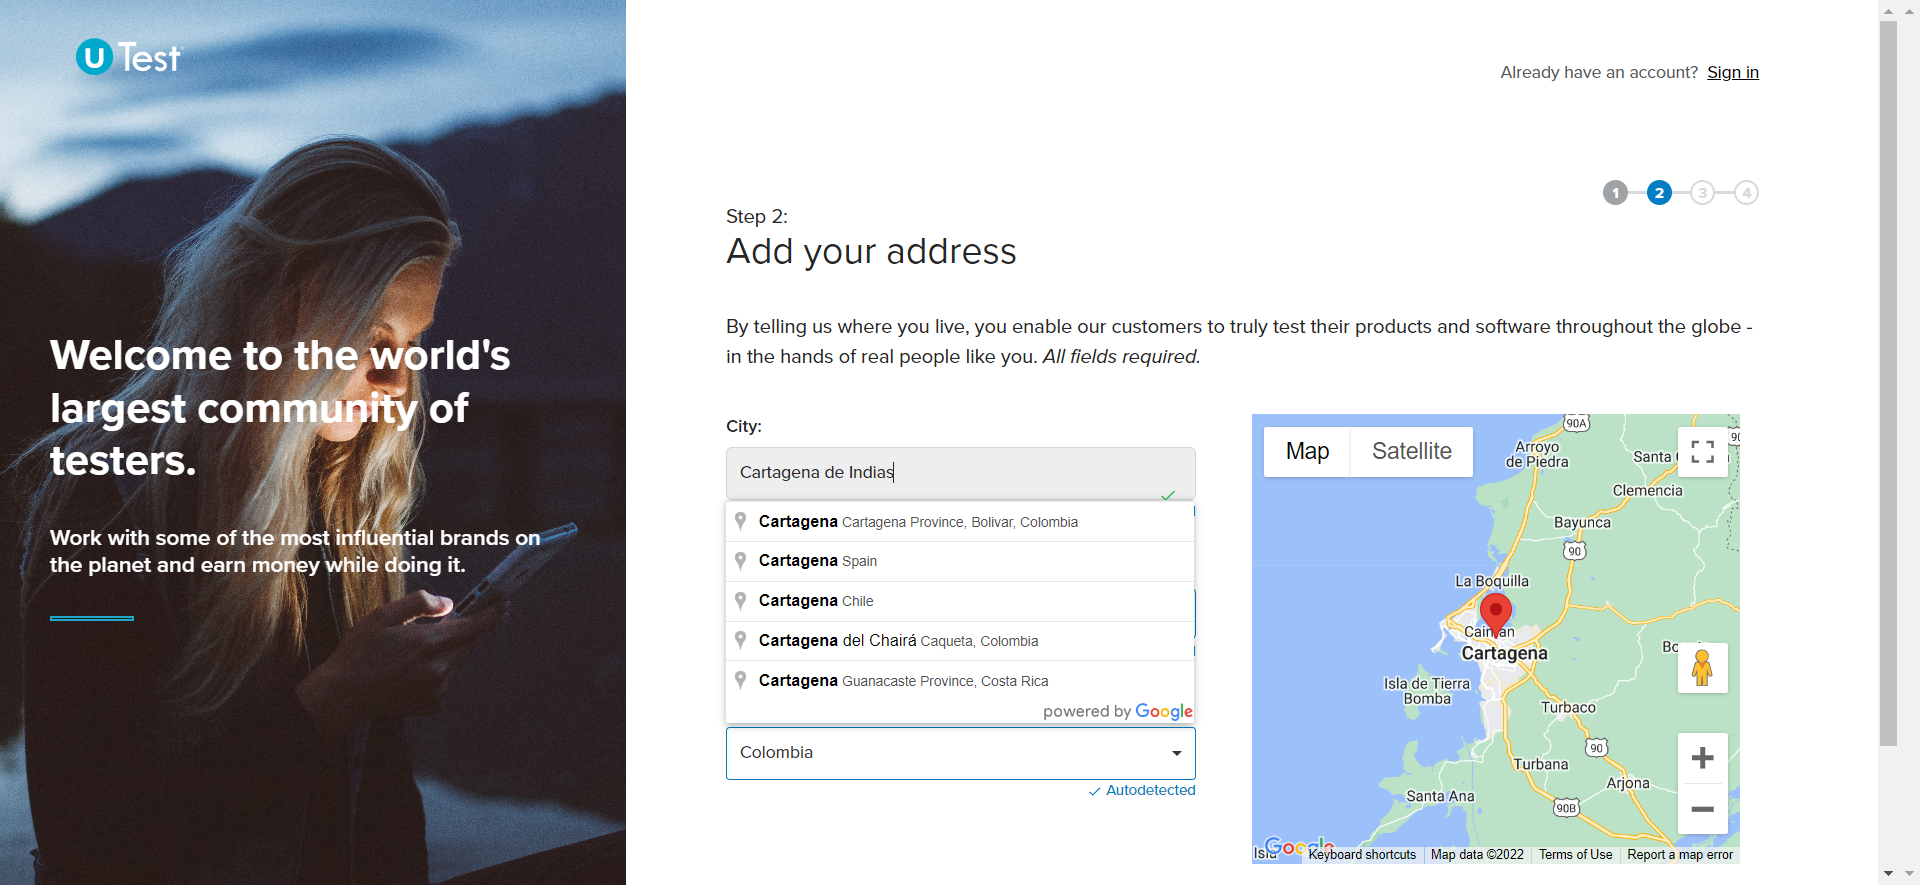 U Test
Welcome to the world's
largest community of
testers.
Work with some of the most influential brands on
the planet and earn money while doing it.
Already have an account? Sign in
1 2 3 4
Step 2:
Add your address
By telling us where you live, you enable our customers to truly test their products and software throughout the globe -
in the hands of real people like you. All fields required.
City:
Cartagena de Indias
Cartagena Cartagena Province, Bolivar, Colombia
Cartagena Spain
Cartagena Chile
Cartagena del Chairá Caqueta, Colombia
Cartagena Guanacaste Province, Costa Rica
powered by Google
Colombia
Autodetected
Map Satellite
90A
Arroyo
de Piedra
Santa
Clemencia
Bayunca
90
La Boquilla
Caimán
Cartagena
Isla de Tierra
Bomba
Turbaco
90
Turbana
Arjona
Santa Ana
90B
Google
Keyboard shortcuts Map data ©2022 Terms of Use Report a map error